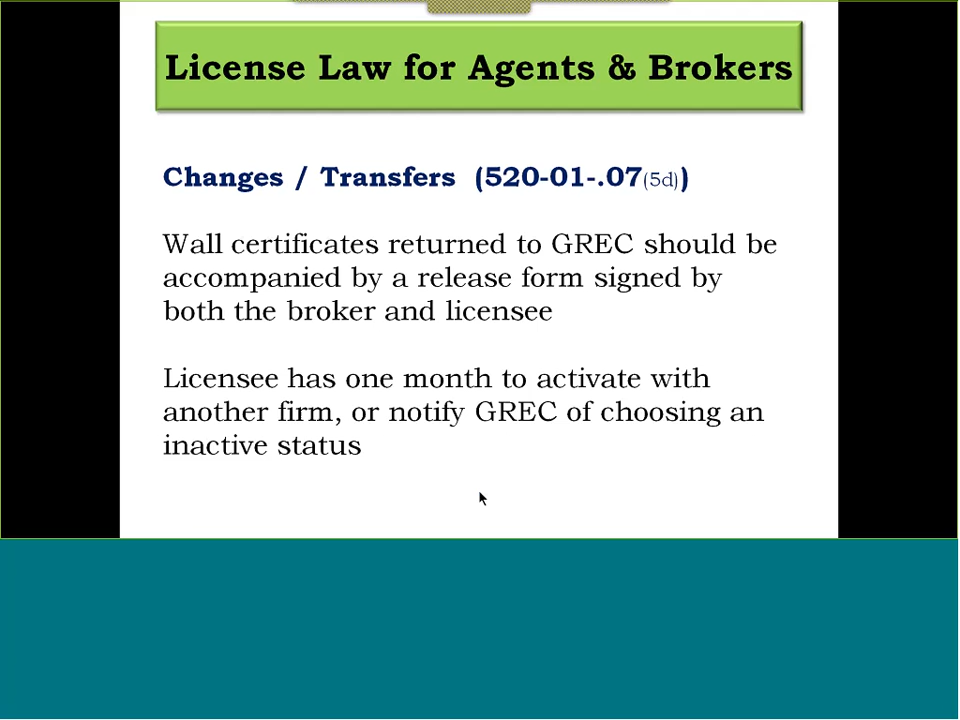 License Law for Agents & Brokers
Changes / Transfers (520-01-.07(5d))
Wall certificates returned to GREC should be
accompanied by a release form signed by
both the broker and licensee
Licensee has one month to activate with
another firm, or notify GREC of choosing an
inactive status